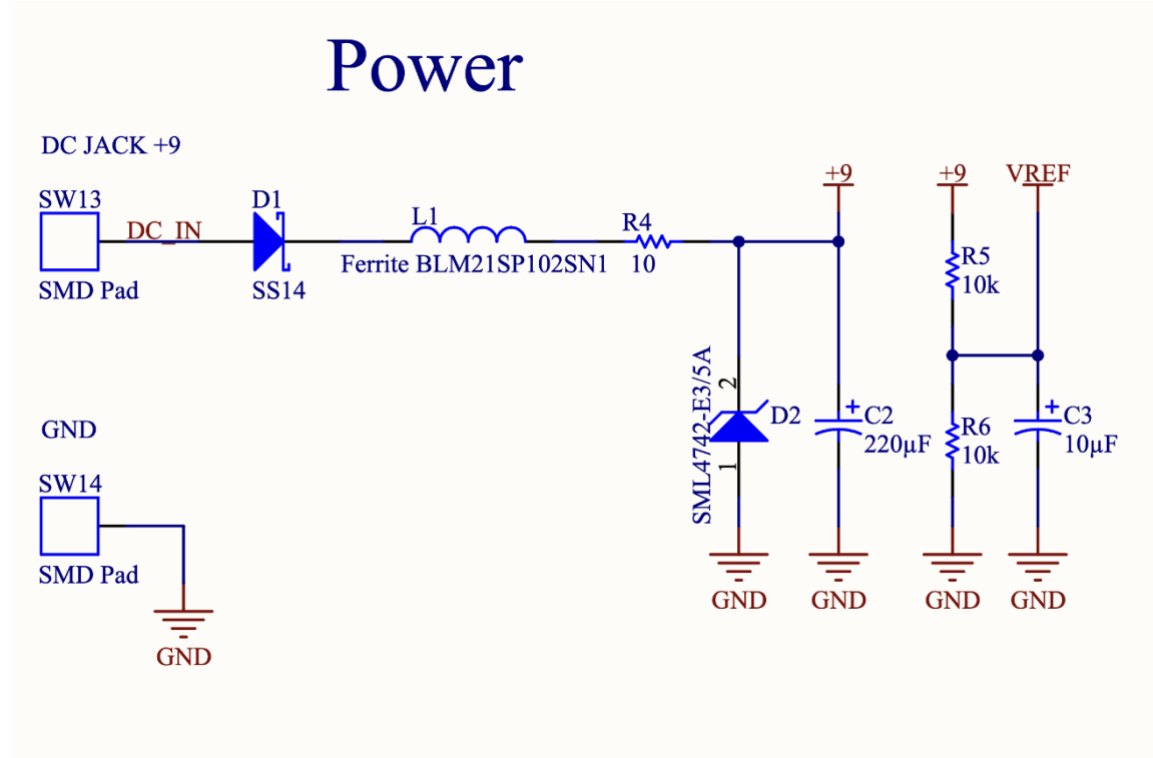 Power
DC JACK +9
SW13
DC_IN
SMD Pad
D1
SS14
L1
Ferrite BLM21SP102SN1
R4
10
+9
+9
VREF
R5
10k
SML4742-E3/5A
2
1
D2
+
C2
220µF
R6
10k
+
C3
10µF
GND
GND
GND
GND
GND
SW14
SMD Pad
GND